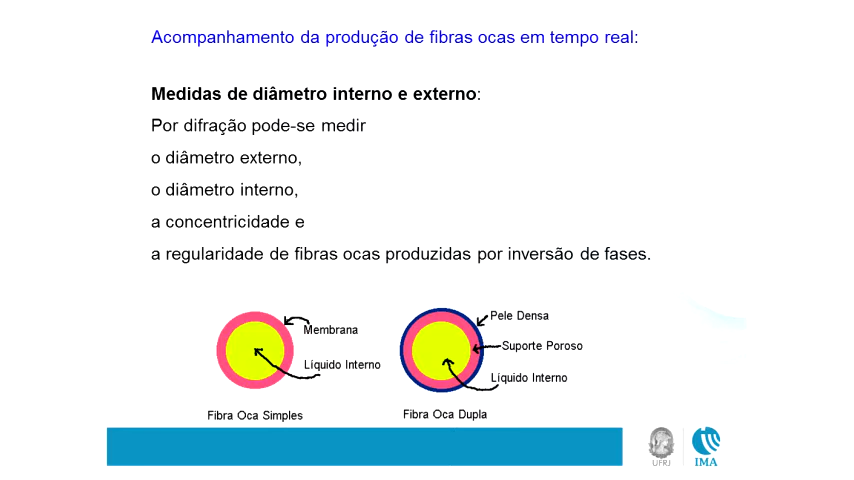 Acompanhamento da produção de fibras ocas em tempo real:
Medidas de diâmetro interno e externo:
Por difração pode-se medir
o diâmetro externo,
o diâmetro interno,
a concentricidade e
a regularidade de fibras ocas produzidas por inversão de fases.
Membrana
Líquido Interno
Fibra Oca Simples
Pele Densa
Suporte Poroso
Líquido Interno
Fibra Oca Dupla
UFRJ
IMA